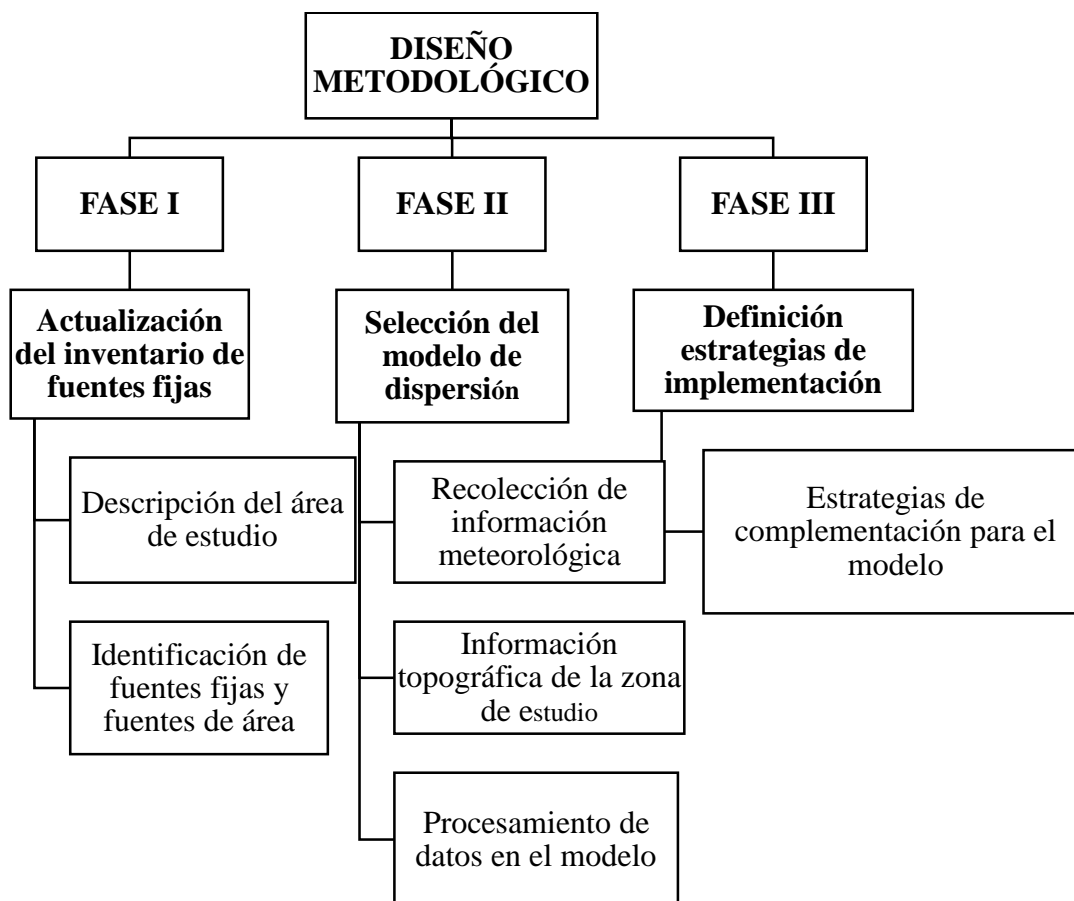 DISEÑO
METODOLÓGICO
FASE I
FASE II
FASE III
Actualización
del inventario de
fuentes fijas
Selección del
modelo de
dispersión
Definición
estrategias de
implementación
Descripción del área
de estudio
Identificación de
fuentes fijas y
fuentes de área
Recolección de
información
meteorológica
Información
topográfica de la zona
de estudio
Procesamiento de
datos en el modelo
Estrategias de
complementación para el
modelo